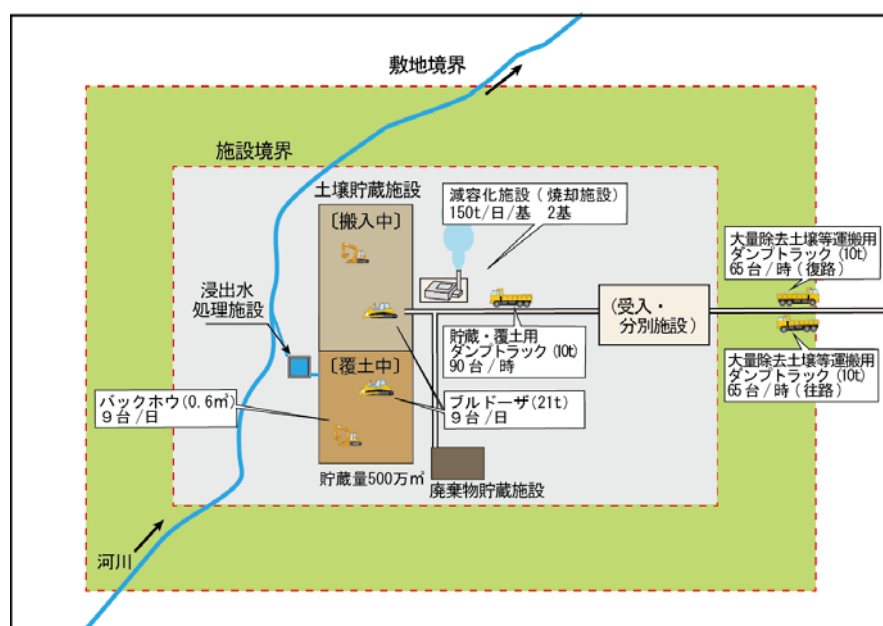 敷地境界
施設境界
土壌貯蔵施設
〔搬入中〕
減容化施設（焼却施設）
150t/日/基　2基
大量除去土壌等運搬用
ダンプトラック(10t)
65台/時(復路)
浸出水
処理施設
(受入・
分別施設)
貯蔵・覆土用
ダンプトラック(10t)
90台/時
大量除去土壌等運搬用
ダンプトラック(10t)
65台/時(往路)
〔覆土中〕
バックホウ(0.6㎥)
９台/日
ブルドーザ(21t)
９台/日
貯蔵量500万㎥
廃棄物貯蔵施設
河川